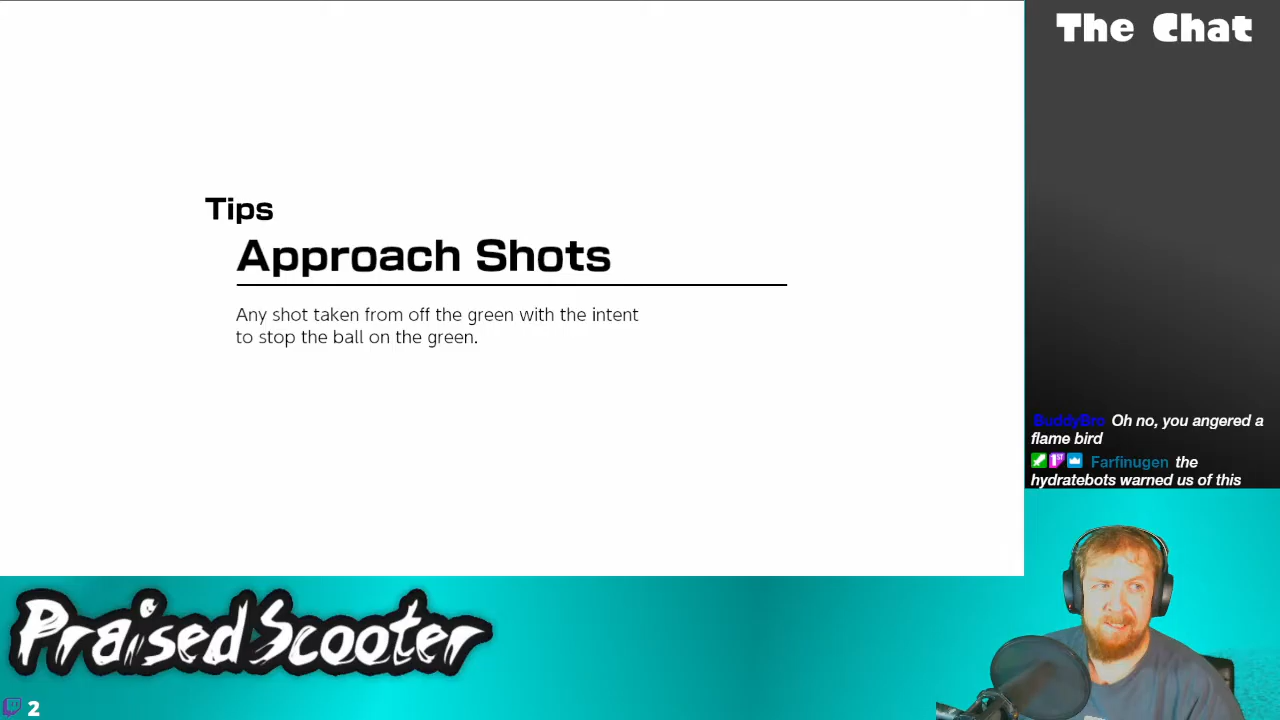 The Chat
Tips
Approach Shots
Any shot taken from off the green with the intent
to stop the ball on the green.
BuddyBro Oh no, you angered a
flame bird
Farfinugen the
hydratebots warned us of this
PraisedScooter
2